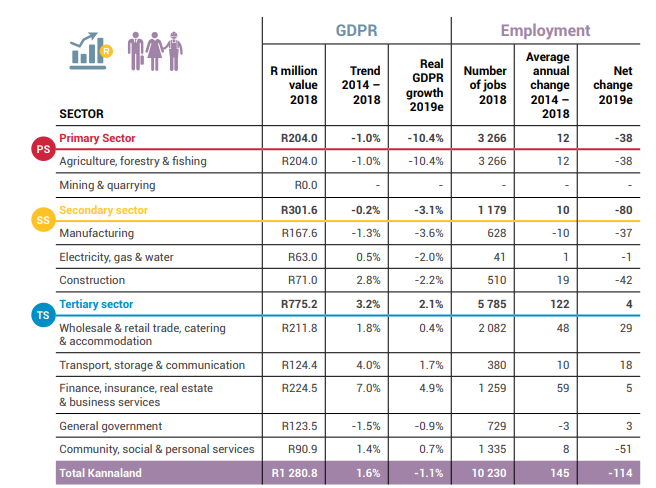 GDPR Employment
R
R million value 2018 Trend 2014 – 2018 Real GDPR growth 2019e Number of jobs 2018 Average annual change 2014 – 2018 Net change 2019e
SECTOR
PS
Primary Sector R204.0 -1.0% -10.4% 3 266 12 -38
Agriculture, forestry & fishing R204.0 -1.0% -10.4% 3 266 12 -38
Mining & quarrying R0.0 - - - - -
SS
Secondary sector R301.6 -0.2% -3.1% 1 179 10 -80
Manufacturing R167.6 -1.3% -3.6% 628 -10 -37
Electricity, gas & water R63.0 0.5% -2.0% 41 1 -1
Construction R71.0 2.8% -2.2% 510 19 -42
TS
Tertiary sector R775.2 3.2% 2.1% 5 785 122 4
Wholesale & retail trade, catering
& accommodation R211.8 1.8% 0.4% 2 082 48 29
Transport, storage & communication R124.4 4.0% 1.7% 380 10 18
Finance, insurance, real estate
& business services R224.5 7.0% 4.9% 1 259 59 5
General government R123.5 -1.5% -0.9% 729 -3 3
Community, social & personal services R90.9 1.4% 0.7% 1 335 8 -51
Total Kannaland R1 280.8 1.6% -1.1% 10 230 145 -114